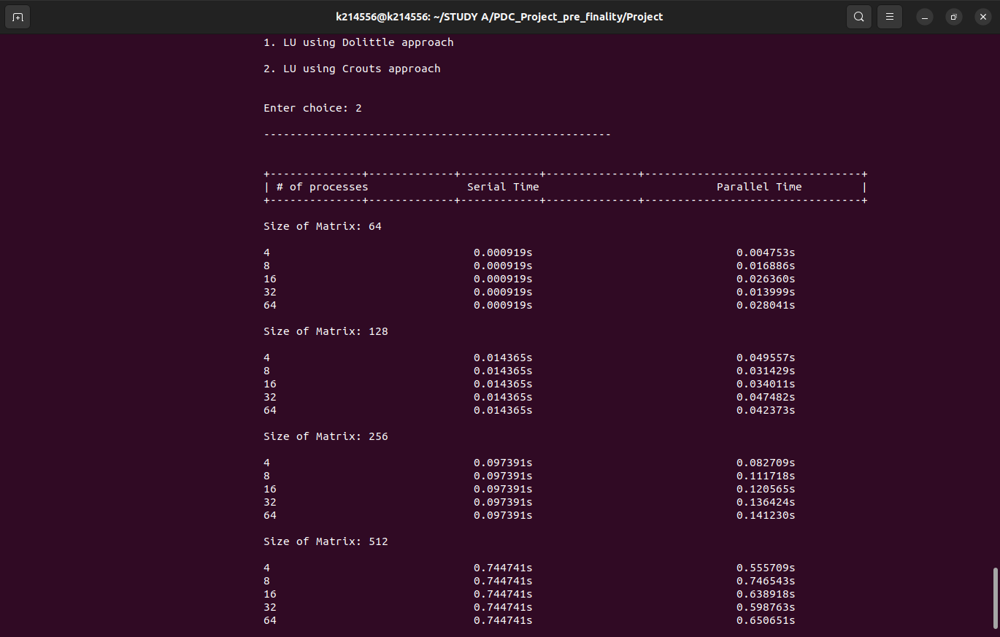 k214556@k214556: ~/STUDY A/PDC_Project_pre_finality/Project
1. LU using Dolittle approach
2. LU using Crouts approach
Enter choice: 2
-----------------------------------------------------
+--------------+-------------+------------+--------------+---------------------------------+
| # of processes               Serial Time                           Parallel Time         |
+--------------+-------------+------------+--------------+---------------------------------+
Size of Matrix: 64
4                               0.000919s                               0.004753s
8                               0.000919s                               0.016886s
16                              0.000919s                               0.026360s
32                              0.000919s                               0.013999s
64                              0.000919s                               0.028041s
Size of Matrix: 128
4                               0.014365s                               0.049557s
8                               0.014365s                               0.031429s
16                              0.014365s                               0.034011s
32                              0.014365s                               0.047482s
64                              0.014365s                               0.042373s
Size of Matrix: 256
4                               0.097391s                               0.082709s
8                               0.097391s                               0.111718s
16                              0.097391s                               0.120565s
32                              0.097391s                               0.136424s
64                              0.097391s                               0.141230s
Size of Matrix: 512
4                               0.744741s                               0.555709s
8                               0.744741s                               0.746543s
16                              0.744741s                               0.638918s
32                              0.744741s                               0.598763s
64                              0.744741s                               0.650651s